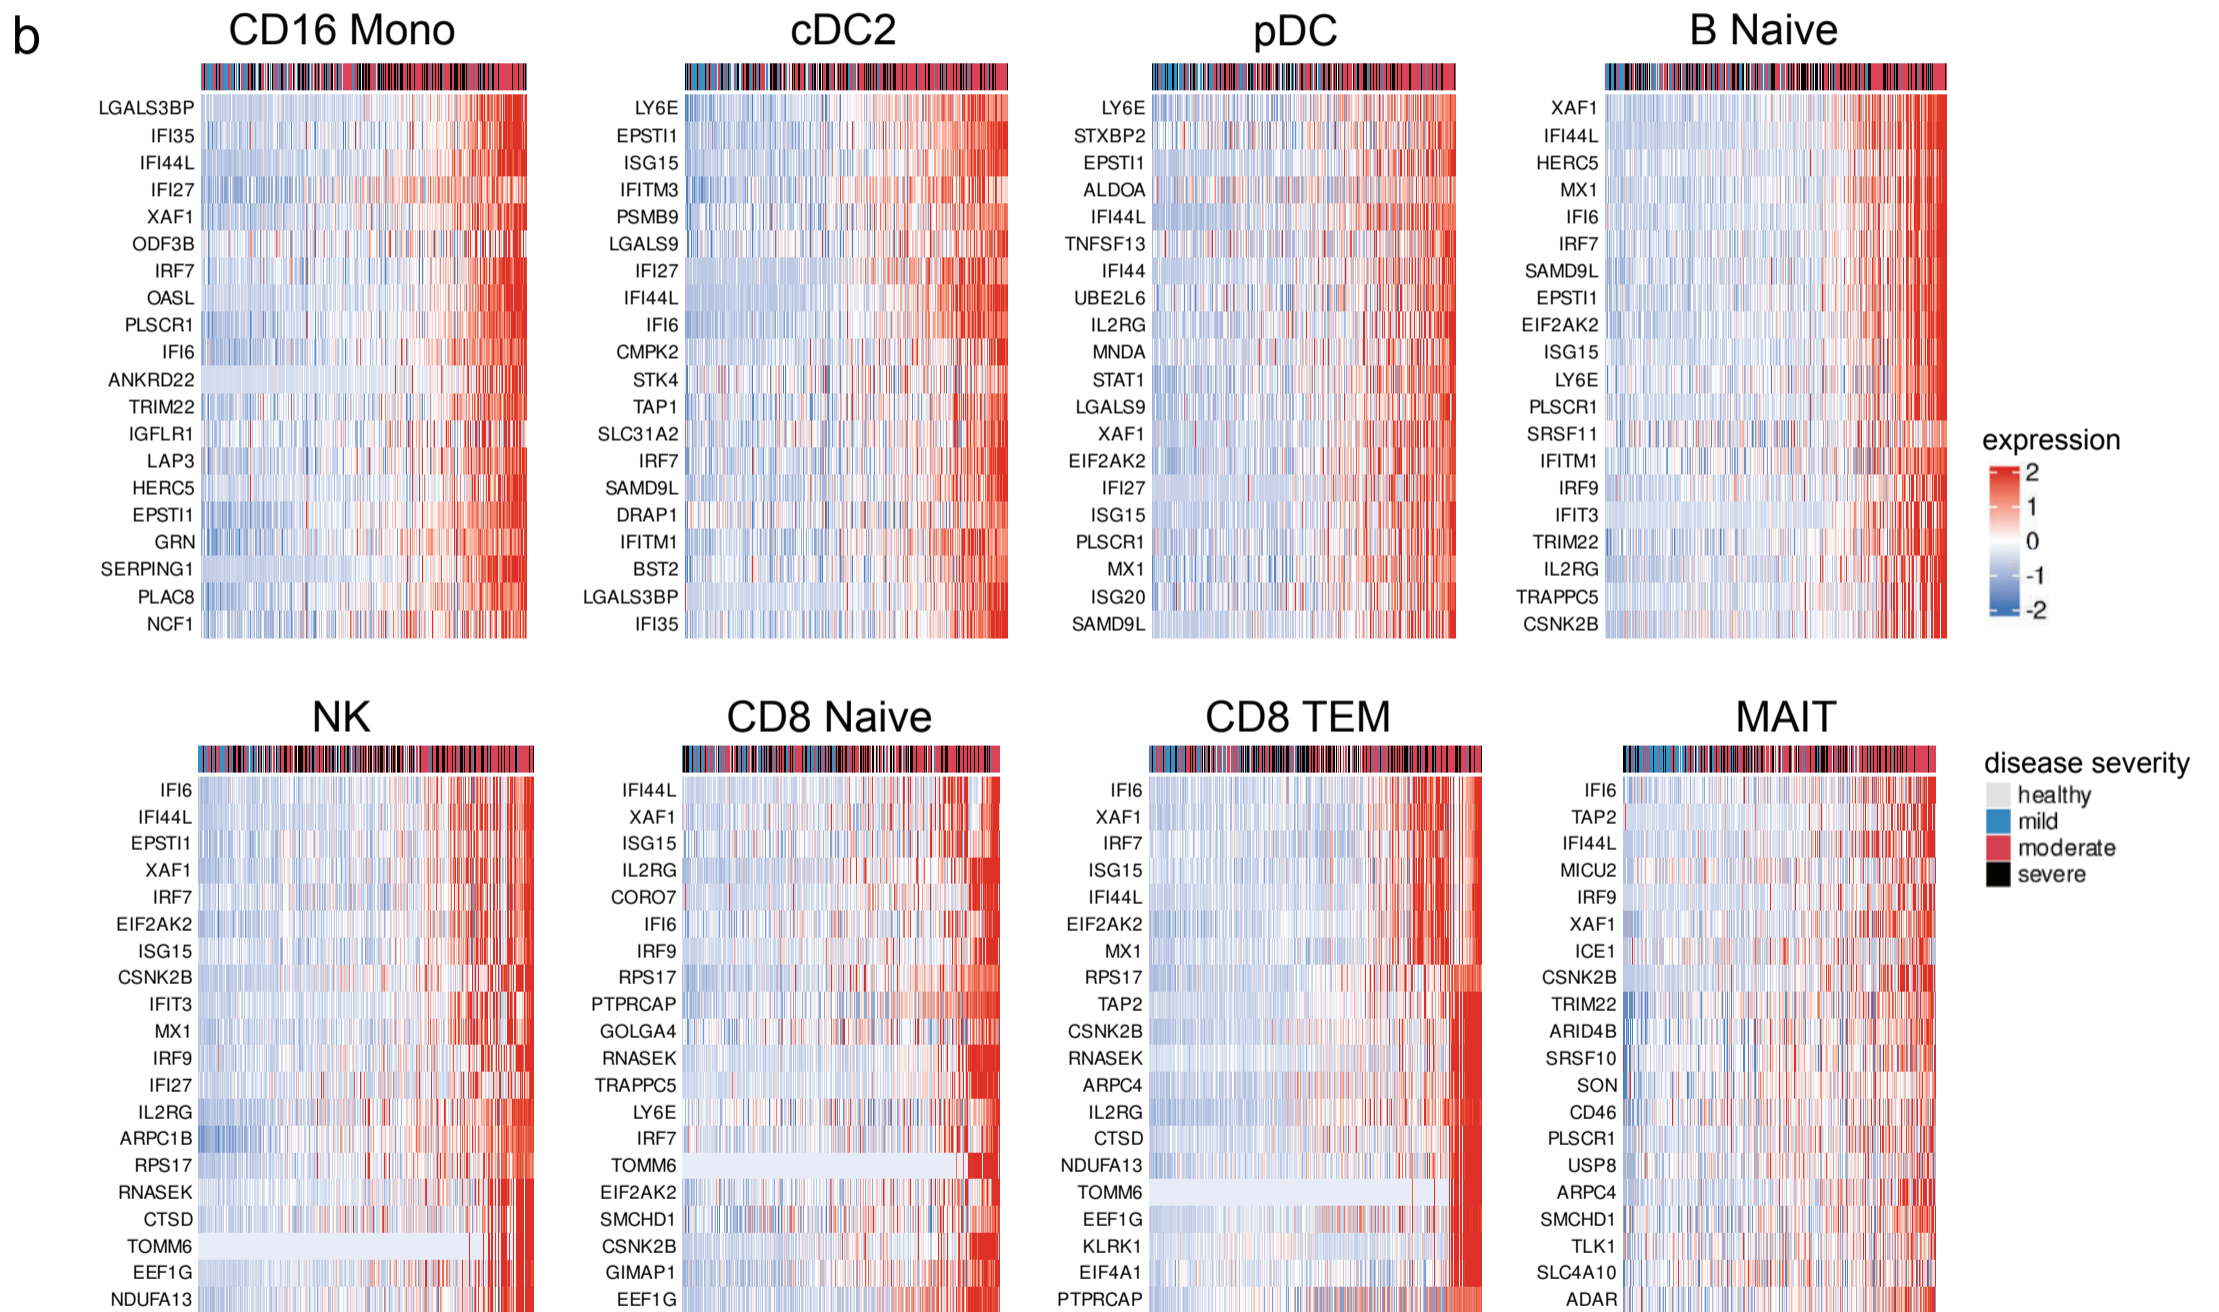 b
CD16 Mono
LGALS3BP
IFI35
IFI44L
IFI27
XAF1
ODF3B
IRF7
OASL
PLSCR1
IFI6
ANKRD22
TRIM22
IGFLR1
LAP3
HERC5
EPSTI1
GRN
SERPING1
PLAC8
NCF1
cDC2
LY6E
EPSTI1
ISG15
IFITM3
PSMB9
LGALS9
IFI27
IFI44L
IFI6
CMPK2
STK4
TAP1
SLC31A2
IRF7
SAMD9L
DRAP1
IFITM1
BST2
LGALS3BP
IFI35
pDC
LY6E
STXBP2
EPSTI1
ALDOA
IFI44L
TNFSF13
IFI44
UBE2L6
IL2RG
MNDA
STAT1
LGALS9
XAF1
EIF2AK2
IFI27
ISG15
PLSCR1
MX1
ISG20
SAMD9L
B Naive
XAF1
IFI44L
HERC5
MX1
IFI6
IRF7
SAMD9L
EPSTI1
EIF2AK2
ISG15
LY6E
PLSCR1
SRSF11
IFITM1
IRF9
IFIT3
TRIM22
IL2RG
TRAPPC5
CSNK2B
expression
2
1
0
-1
-2
NK
IFI6
IFI44L
EPSTI1
XAF1
IRF7
EIF2AK2
ISG15
CSNK2B
IFIT3
MX1
IRF9
IFI27
IL2RG
ARPC1B
RPS17
RNASEK
CTSD
TOMM6
EEF1G
NDUFA13
CD8 Naive
IFI44L
XAF1
ISG15
IL2RG
CORO7
IFI6
IRF9
RPS17
PTPRCAP
GOLGA4
RNASEK
TRAPPC5
LY6E
IRF7
TOMM6
EIF2AK2
SMCHD1
CSNK2B
GIMAP1
EEF1G
CD8 TEM
IFI6
XAF1
IRF7
ISG15
IFI44L
EIF2AK2
MX1
RPS17
TAP2
CSNK2B
RNASEK
ARPC4
IL2RG
CTSD
NDUFA13
TOMM6
EEF1G
KLRK1
EIF4A1
PTPRCAP
MAIT
IFI6
TAP2
IFI44L
MICU2
IRF9
XAF1
ICE1
CSNK2B
TRIM22
ARID4B
SRSF10
SON
CD46
PLSCR1
USP8
ARPC4
SMCHD1
TLK1
SLC4A10
ADAR
disease severity
healthy
mild
moderate
severe